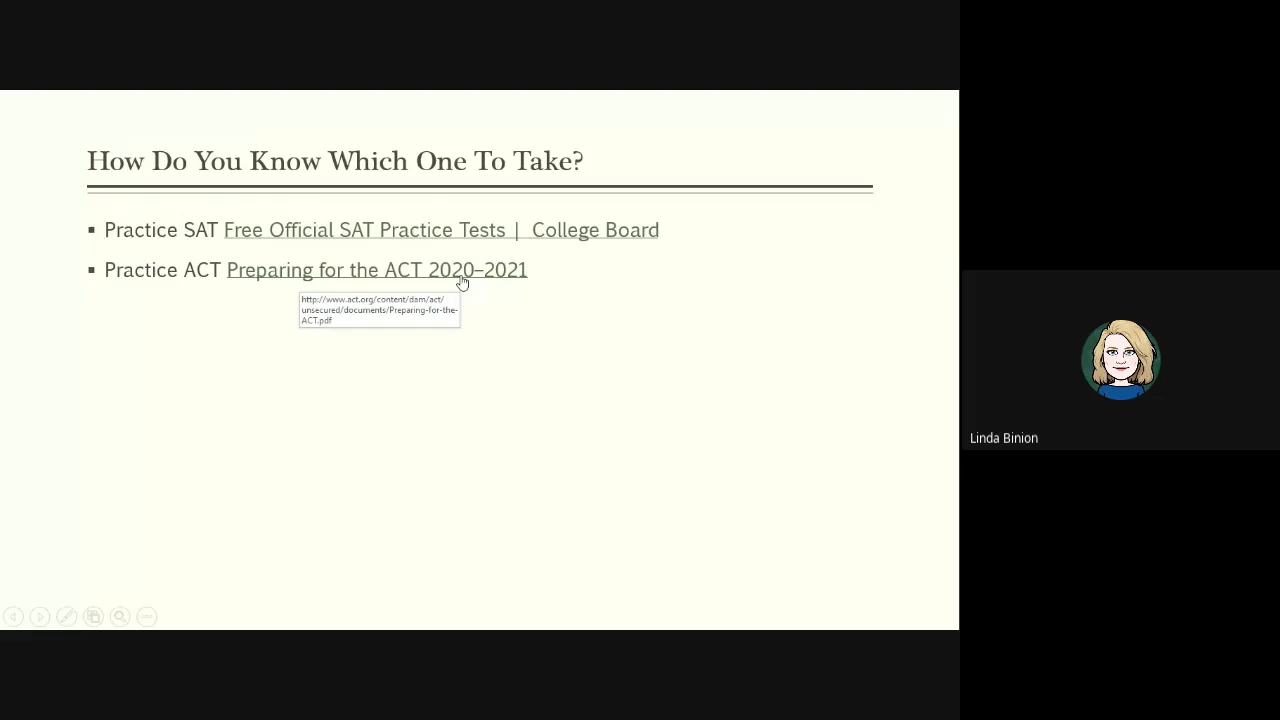 How Do You Know Which One To Take?
▪ Practice SAT Free Official SAT Practice Tests | College Board
▪ Practice ACT Preparing for the ACT 2020–2021
http://www.act.org/content/dam/act/
unsecured/documents/Preparing-for-the-
ACT.pdf
Linda Binion